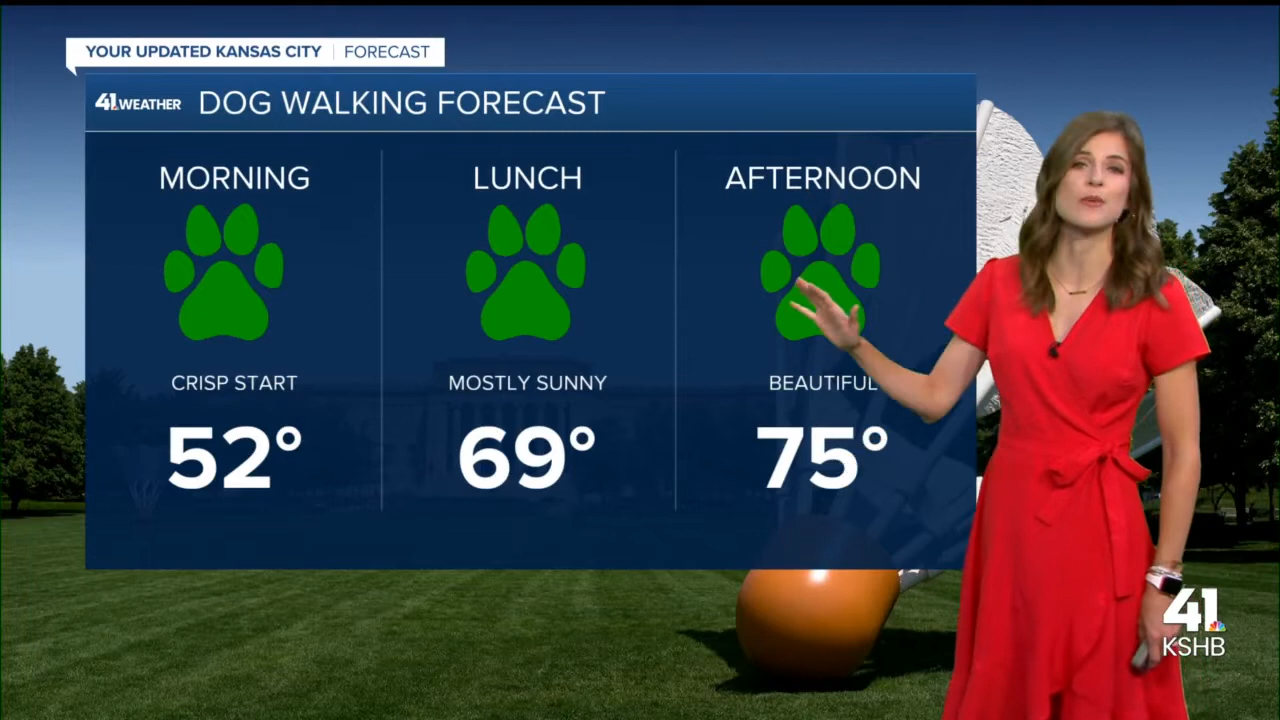 YOUR UPDATED KANSAS CITY | FORECAST
41 WEATHER DOG WALKING FORECAST
MORNING
LUNCH
AFTERNOON
CRISP START
MOSTLY SUNNY
BEAUTIFUL
52°
69°
75°
41
KSHB